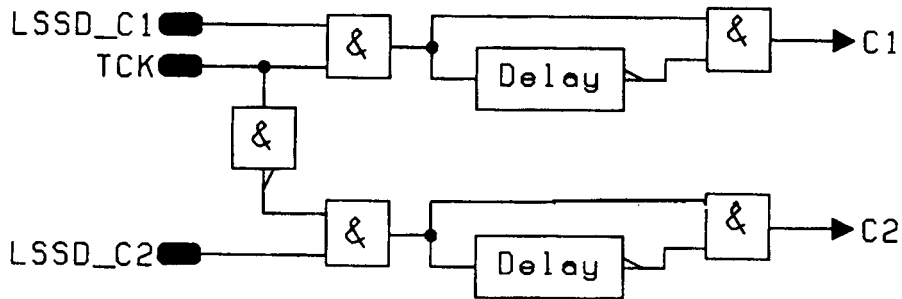 LSSD_C1
&
&
C1
TCK
Delay
&
&
&
C2
LSSD_C2
Delay